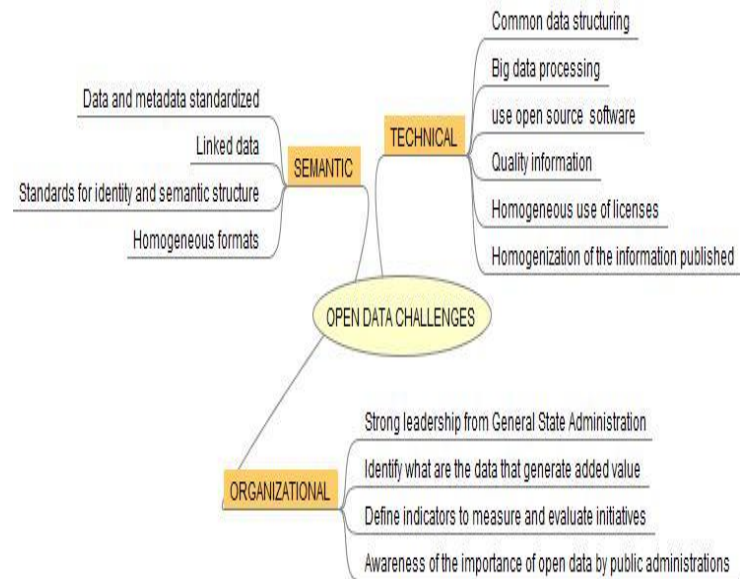 Common data structuring
Big data processing
use open source software
Quality information
Homogeneous use of licenses
Homogenization of the information published
TECHNICAL
Data and metadata standardized
Linked data
Standards for identity and semantic structure
Homogeneous formats
SEMANTIC
OPEN DATA CHALLENGES
ORGANIZATIONAL
Strong leadership from General State Administration
Identify what are the data that generate added value
Define indicators to measure and evaluate initiatives
Awareness of the importance of open data by public administrations